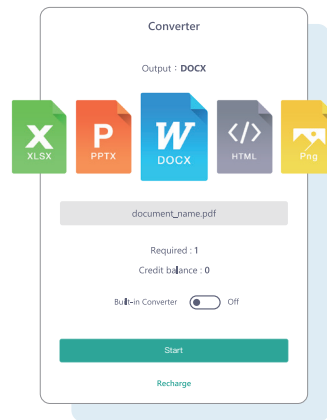 Converter
Output : DOCX
X P W </>
XLSX PPTX DOCX HTML Png
document_name.pdf
Required : 1
Credit balance : 0
Built-in Converter Off
Start
Recharge